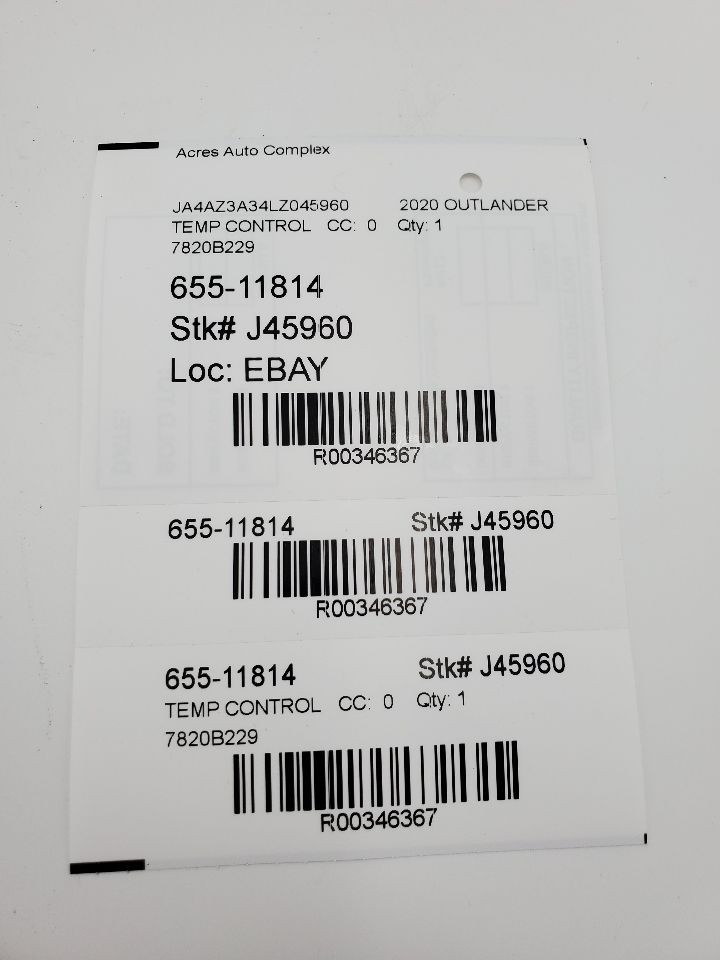 Acres Auto Complex
JA4AZ3A34LZ045960 2020 OUTLANDER
TEMP CONTROL CC: 0 Qty: 1
7820B229
655-11814
Stk# J45960
Loc: EBAY
R00346367
655-11814 Stk# J45960
R00346367
655-11814 Stk# J45960
TEMP CONTROL CC: 0 Qty: 1
7820B229
R00346367